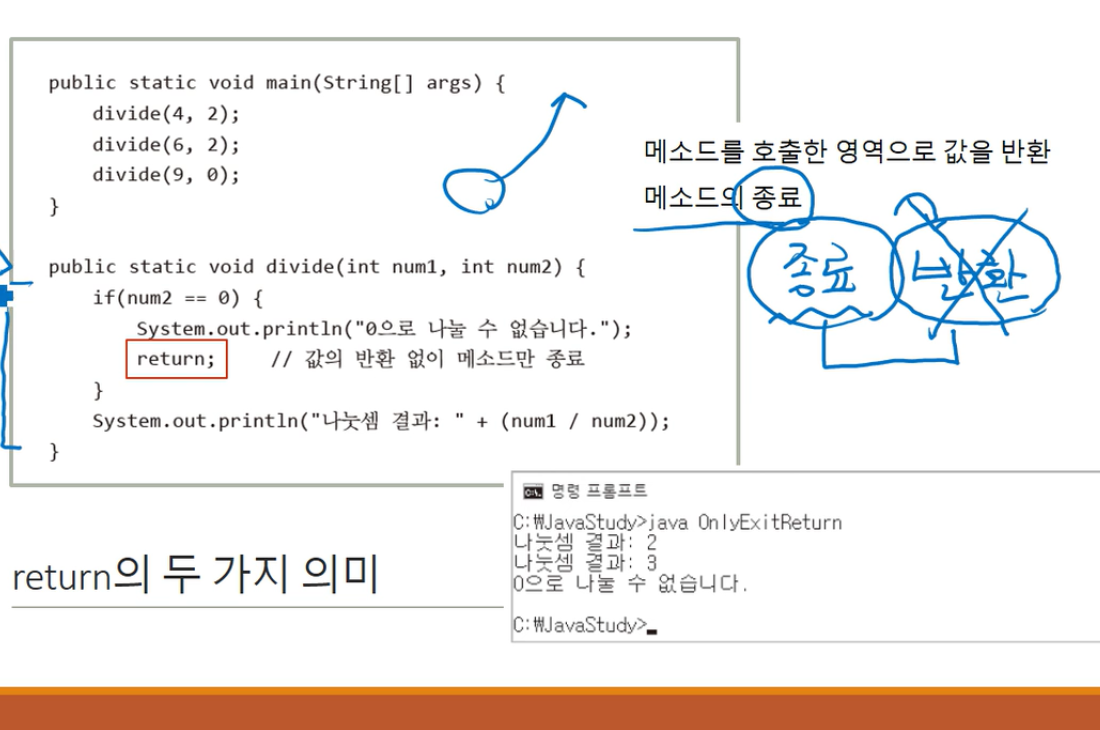 public static void main(String[] args) {
divide(4, 2);
divide(6, 2);
divide(9, 0);
}
public static void divide(int num1, int num2) {
if(num2 == 0) {
System.out.println("0으로 나눌 수 없습니다.");
return; // 값의 반환 없이 메소드만 종료
}
System.out.println("나눗셈 결과: " + (num1 / num2));
}
메소드를 호출한 영역으로 값을 반환
메소드의 종료
종료 반환
return의 두 가지 의미
명령 프롬프트
C:₩JavaStudy>java OnlyExitReturn
나눗셈 결과: 2
나눗셈 결과: 3
0으로 나눌 수 없습니다.
C:₩JavaStudy>